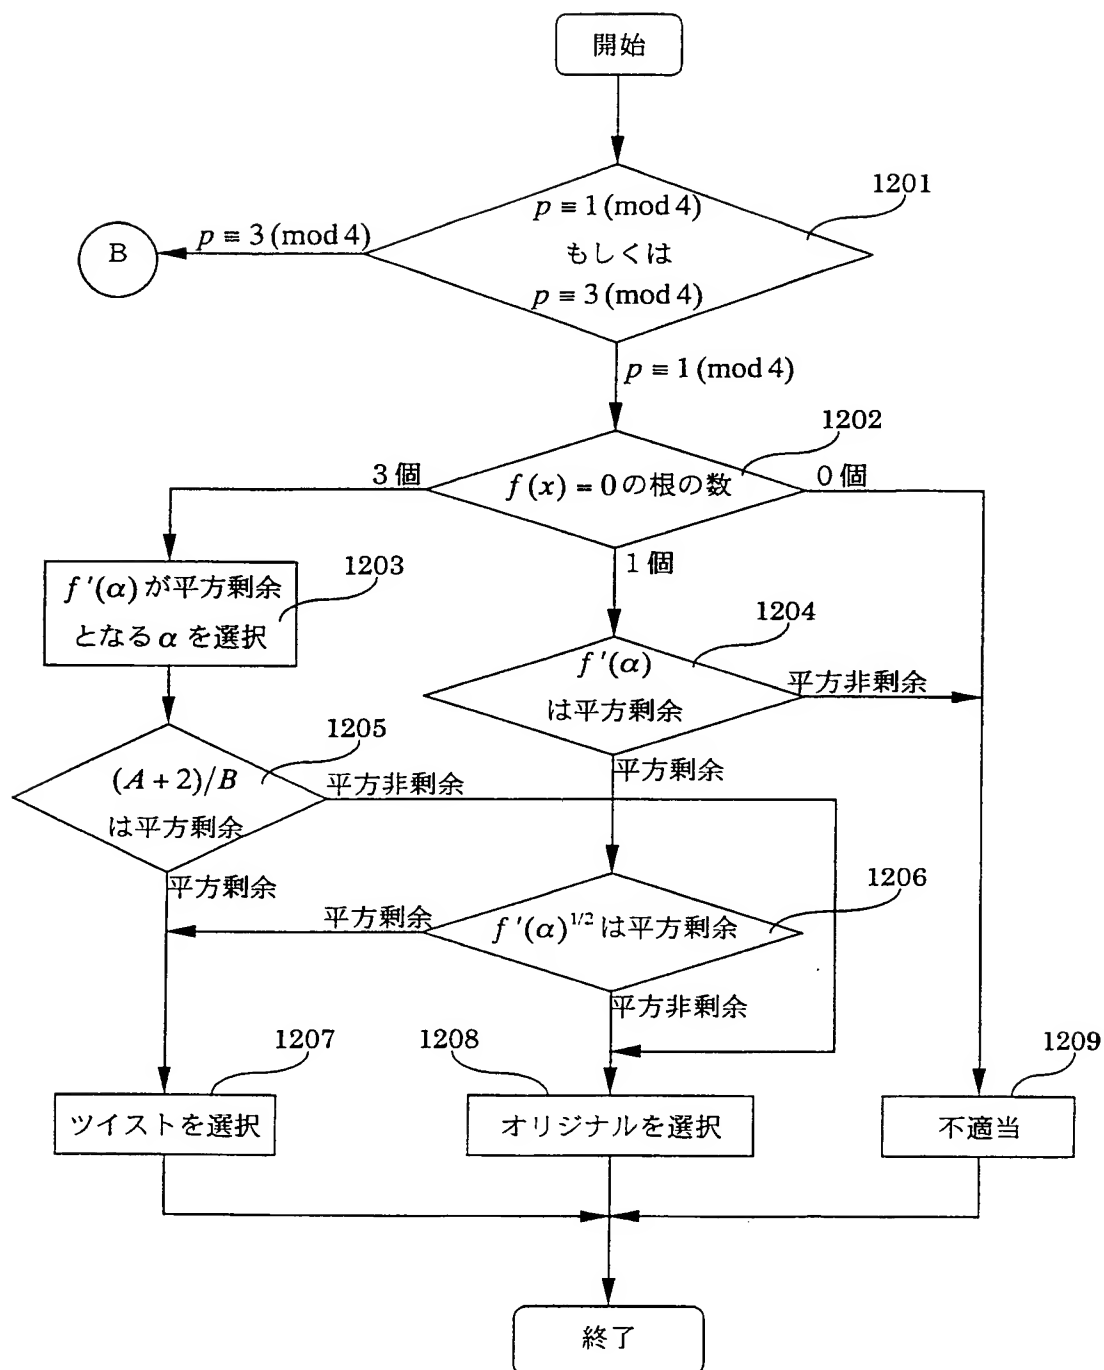 開始
1201
p ≡ 1 (mod 4)
もしくは
p ≡ 3 (mod 4)
p ≡ 3 (mod 4)
B
p ≡ 1 (mod 4)
1202
3個
f(x) = 0の根の数
0個
1個
1203
f'(α)が平方剰余
となるαを選択
1204
f'(α)
は平方剰余
平方非剰余
平方剰余
1205
(A + 2)/B
は平方剰余
平方非剰余
平方剰余
1206
平方剰余
f'(α)^{1/2}は平方剰余
平方非剰余
1207
1208
1209
ツイストを選択
オリジナルを選択
不適当
終了